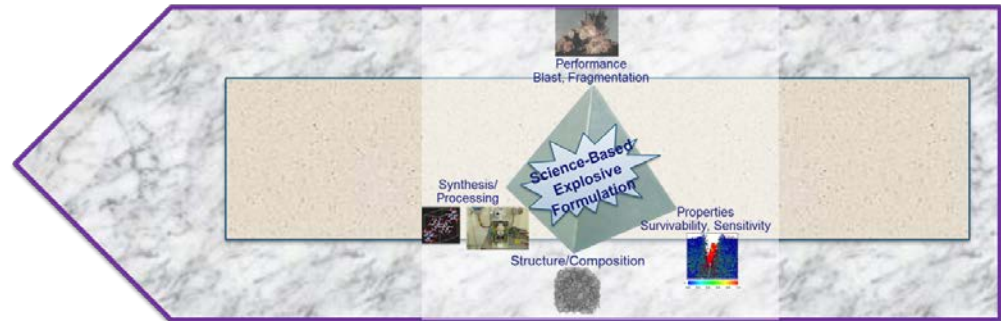 Performance
Blast, Fragmentation
Science-Based
Explosive
Formulation
Synthesis/
Processing
Properties
Survivability, Sensitivity
Structure/Composition